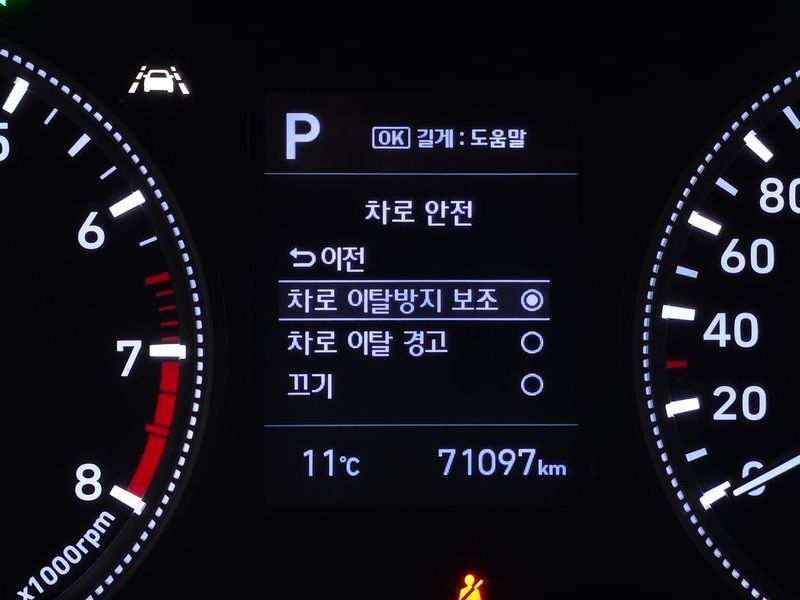 P
OK 길게 : 도움말
차로 안전
이전
차로 이탈방지 보조
차로 이탈 경고
끄기
11℃
71097km
5
6
7
8
x1000rpm
80
60
40
20
0